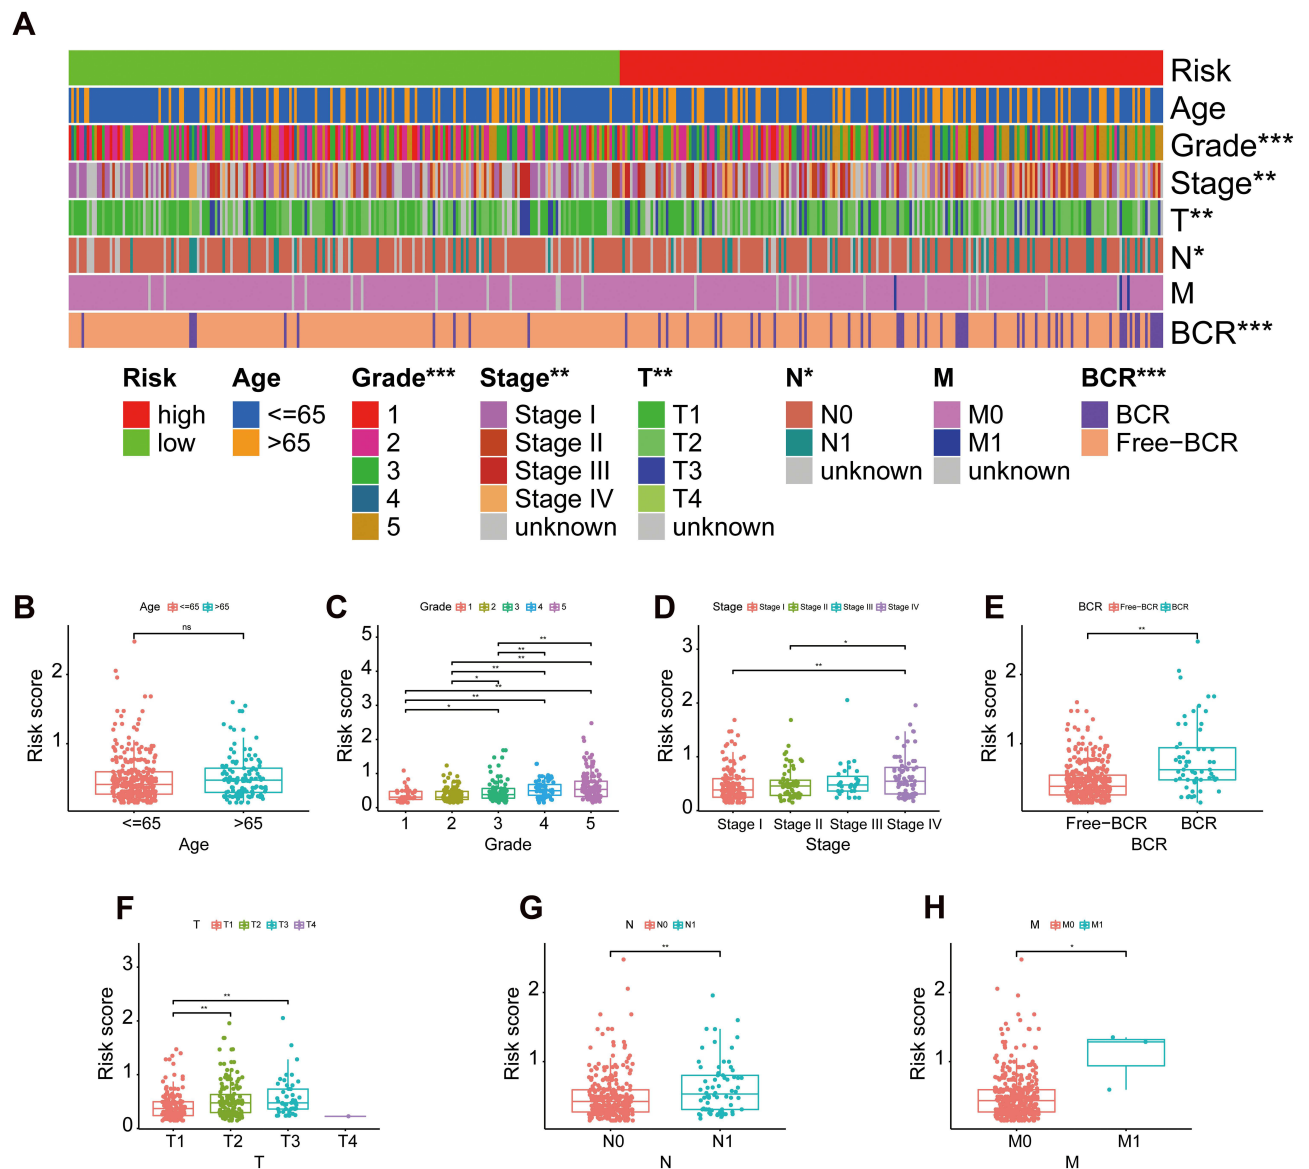 A
Risk
Age
Grade***
Stage**
T**
N*
M
BCR***
Risk
high
low
Age
<=65
>65
Grade***
1
2
3
4
5
Stage**
Stage I
Stage II
Stage III
Stage IV
unknown
T**
T1
T2
T3
T4
unknown
N*
N0
N1
unknown
M
M0
M1
unknown
BCR***
BCR
Free−BCR
B
Age <=65 >65
ns
2
1
Risk score
<=65 >65
Age
C
Grade 1 2 3 4 5
**
**
**
**
*
**
**
*
5
4
3
2
1
0
Risk score
1 2 3 4 5
Grade
D
Stage Stage I Stage II Stage III Stage IV
*
**
3
2
1
0
Risk score
Stage I Stage II Stage III Stage IV
Stage
E
BCR Free−BCR BCR
**
2
1
Risk score
Free−BCR BCR
BCR
F
T T1 T2 T3 T4
**
**
3
2
1
0
Risk score
T1 T2 T3 T4
T
G
N N0 N1
**
2
1
Risk score
N0 N1
N
H
M M0 M1
*
2
1
Risk score
M0 M1
M